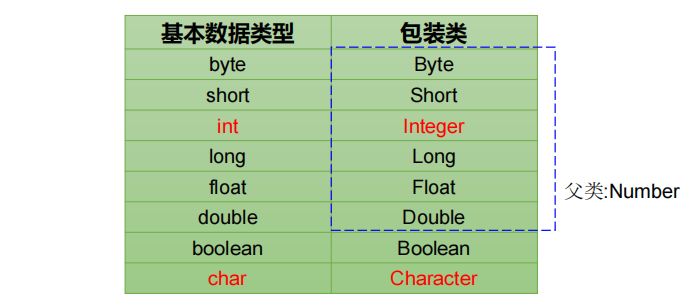 基本数据类型 包装类
byte Byte
short Short
int Integer
long Long
float Float
double Double
boolean Boolean
char Character
父类:Number